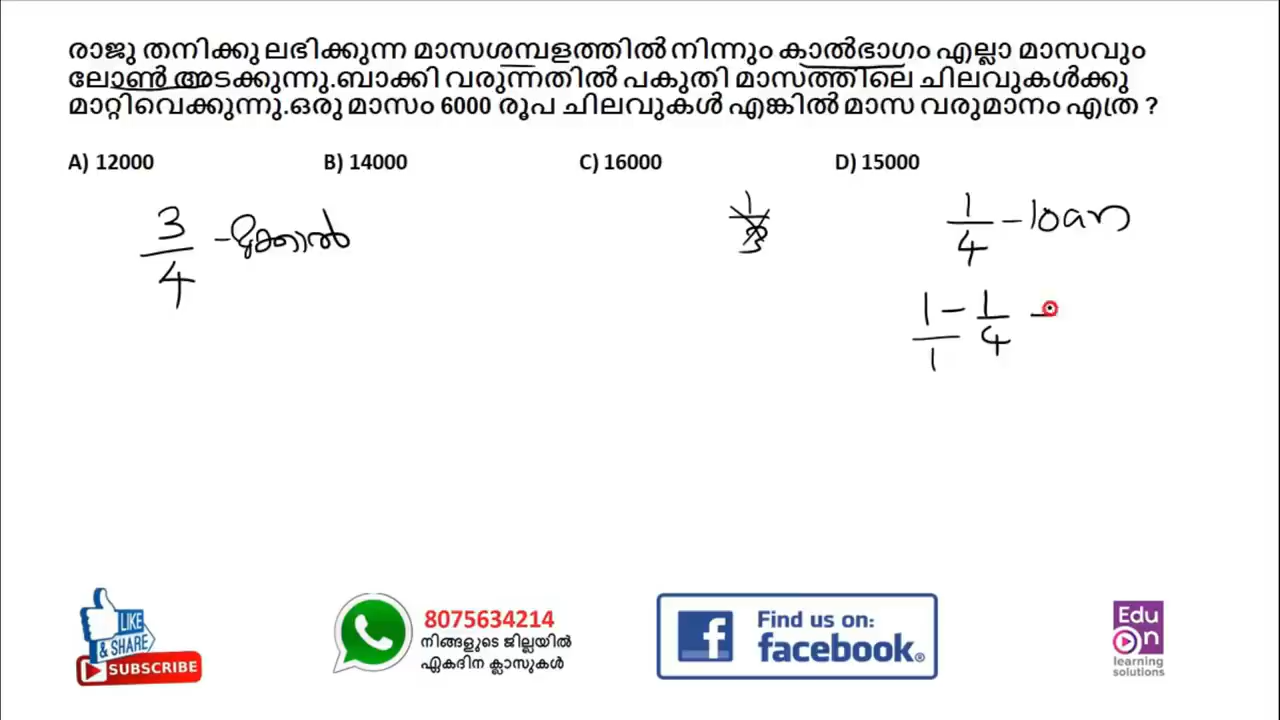 രാജു തനിക്കു ലഭിക്കുന്ന മാസശമ്പളത്തിൽ നിന്നും കാൽഭാഗം എല്ലാ മാസവും
ലോൺ അടക്കുന്നു.ബാക്കി വരുന്നതിൽ പകുതി മാസത്തിലെ ചിലവുകൾക്കു
മാറ്റിവെക്കുന്നു.ഒരു മാസം 6000 രൂപ ചിലവുകൾ എങ്കിൽ മാസ വരുമാനം എത്ര ?
A) 12000 B) 14000 C) 16000 D) 15000
3/4 - മുക്കാൽ
1/4 - loan
1/1 - 1/4 =
LIKE
& SHARE
SUBSCRIBE
8075634214
നിങ്ങളുടെ ജില്ലയിൽ
ഏകദിന ക്ലാസുകൾ
f
Find us on:
facebook®
Edu
On
learning
solutions